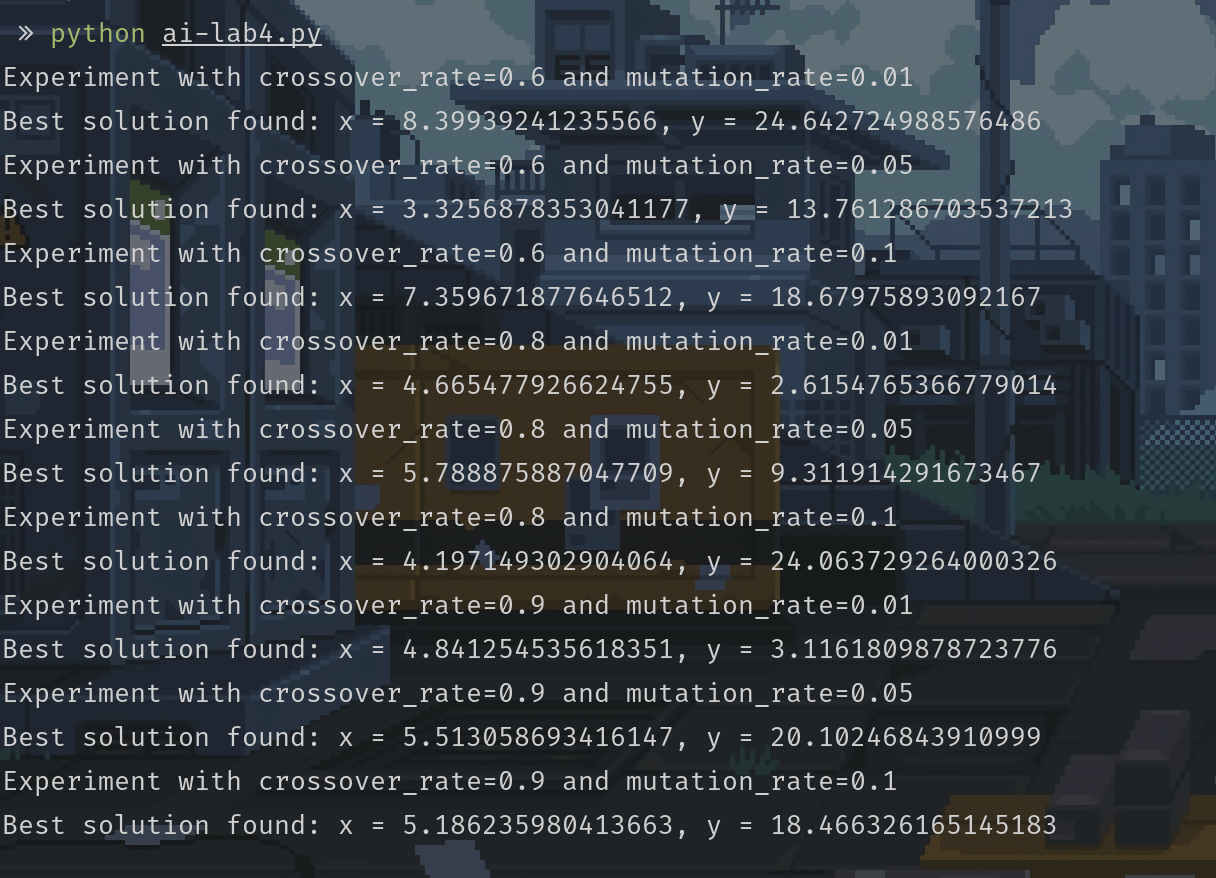 » python ai-lab4.py
Experiment with crossover_rate=0.6 and mutation_rate=0.01
Best solution found: x = 8.39939241235566, y = 24.642724988576486
Experiment with crossover_rate=0.6 and mutation_rate=0.05
Best solution found: x = 3.3256878353041177, y = 13.761286703537213
Experiment with crossover_rate=0.6 and mutation_rate=0.1
Best solution found: x = 7.359671877646512, y = 18.67975893092167
Experiment with crossover_rate=0.8 and mutation_rate=0.01
Best solution found: x = 4.665477926624755, y = 2.6154765366779014
Experiment with crossover_rate=0.8 and mutation_rate=0.05
Best solution found: x = 5.788875887047709, y = 9.311914291673467
Experiment with crossover_rate=0.8 and mutation_rate=0.1
Best solution found: x = 4.197149302904064, y = 24.063729264000326
Experiment with crossover_rate=0.9 and mutation_rate=0.01
Best solution found: x = 4.841254535618351, y = 3.1161809878723776
Experiment with crossover_rate=0.9 and mutation_rate=0.05
Best solution found: x = 5.513058693416147, y = 20.10246843910999
Experiment with crossover_rate=0.9 and mutation_rate=0.1
Best solution found: x = 5.186235980413663, y = 18.466326165145183